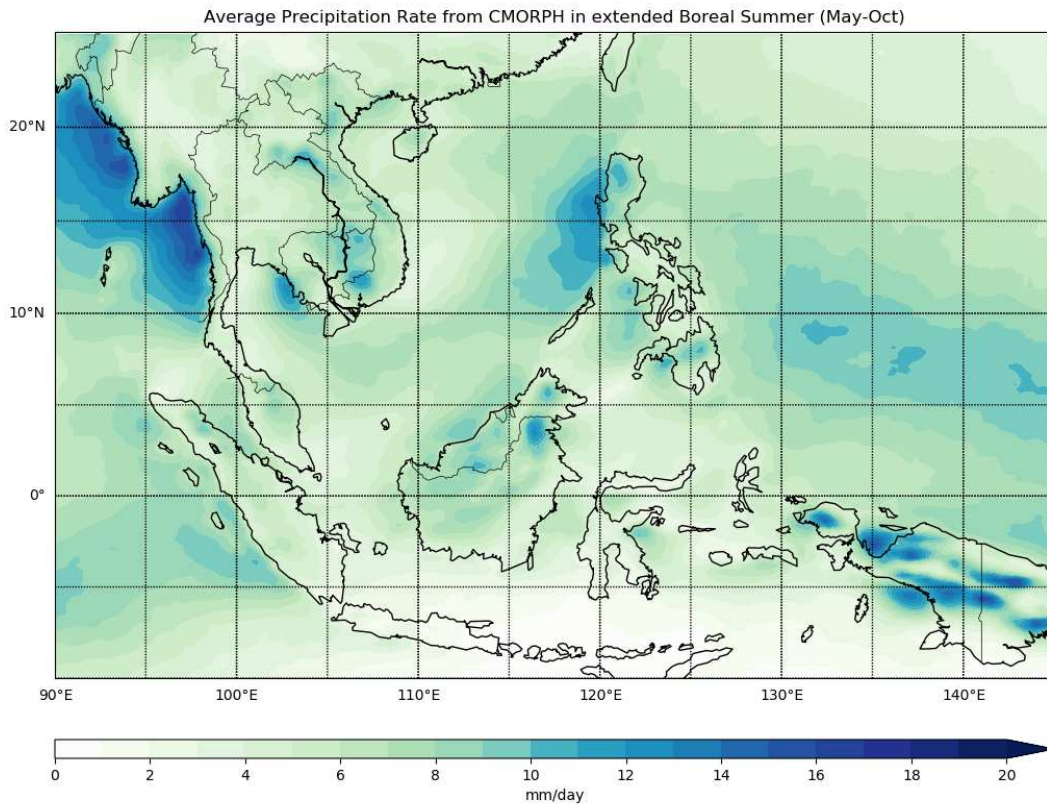 Average Precipitation Rate from CMORPH in extended Boreal Summer (May-Oct)
20°N
10°N
0°
90°E 100°E 110°E 120°E 130°E 140°E
0 2 4 6 8 10 12 14 16 18 20
mm/day